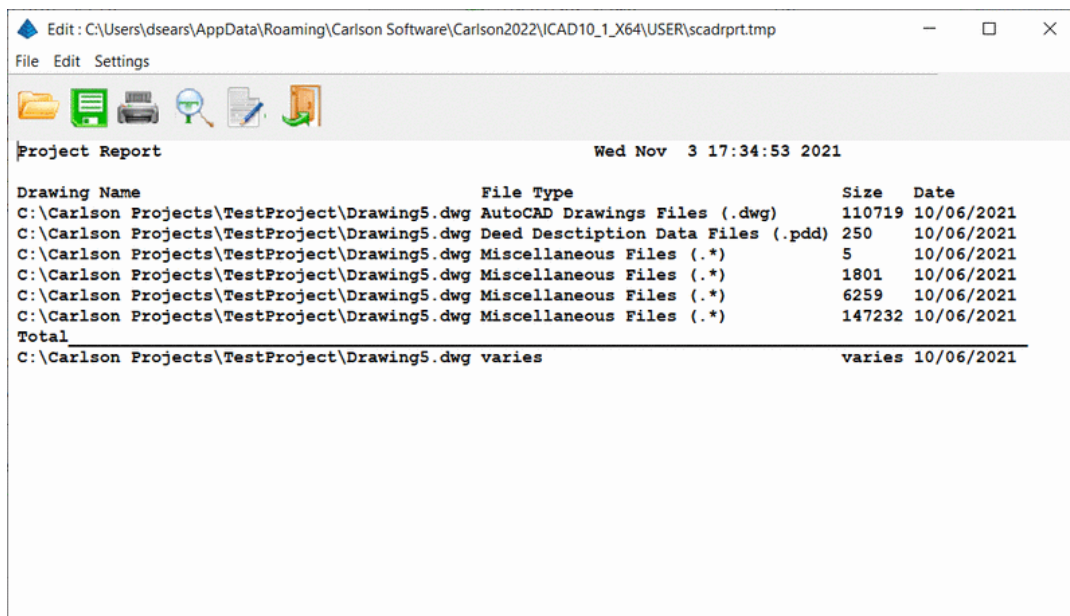 Edit : C:\Users\dsears\AppData\Roaming\Carlson Software\Carlson2022\ICAD10_1_X64\USER\scadrprt.tmp
File Edit Settings
Project Report Wed Nov 3 17:34:53 2021
Drawing Name File Type Size Date
C:\Carlson Projects\TestProject\Drawing5.dwg AutoCAD Drawings Files (.dwg) 110719 10/06/2021
C:\Carlson Projects\TestProject\Drawing5.dwg Deed Desctiption Data Files (.pdd) 250 10/06/2021
C:\Carlson Projects\TestProject\Drawing5.dwg Miscellaneous Files (.*) 5 10/06/2021
C:\Carlson Projects\TestProject\Drawing5.dwg Miscellaneous Files (.*) 1801 10/06/2021
C:\Carlson Projects\TestProject\Drawing5.dwg Miscellaneous Files (.*) 6259 10/06/2021
C:\Carlson Projects\TestProject\Drawing5.dwg Miscellaneous Files (.*) 147232 10/06/2021
Total
C:\Carlson Projects\TestProject\Drawing5.dwg varies varies 10/06/2021